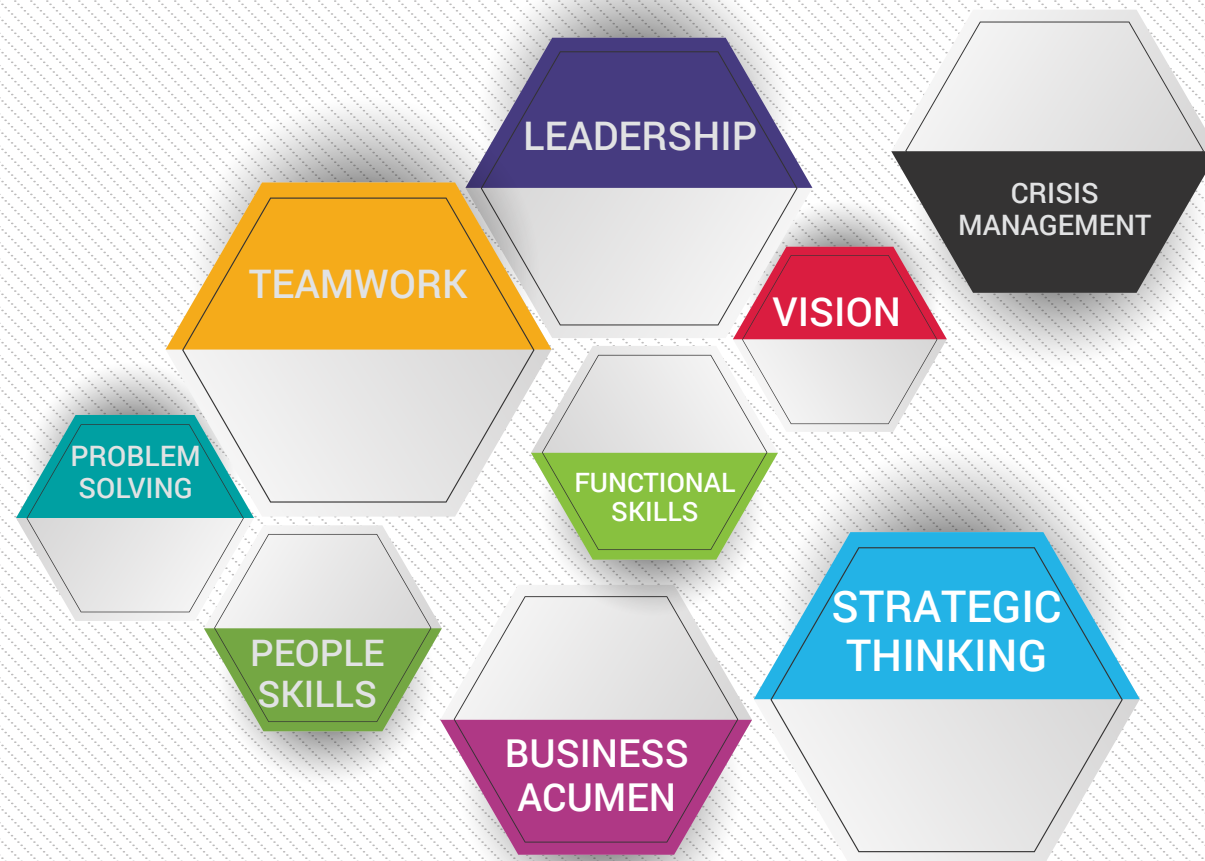 LEADERSHIP
CRISIS
MANAGEMENT
TEAMWORK
VISION
PROBLEM
SOLVING
FUNCTIONAL
SKILLS
PEOPLE
SKILLS
STRATEGIC
THINKING
BUSINESS
ACUMEN